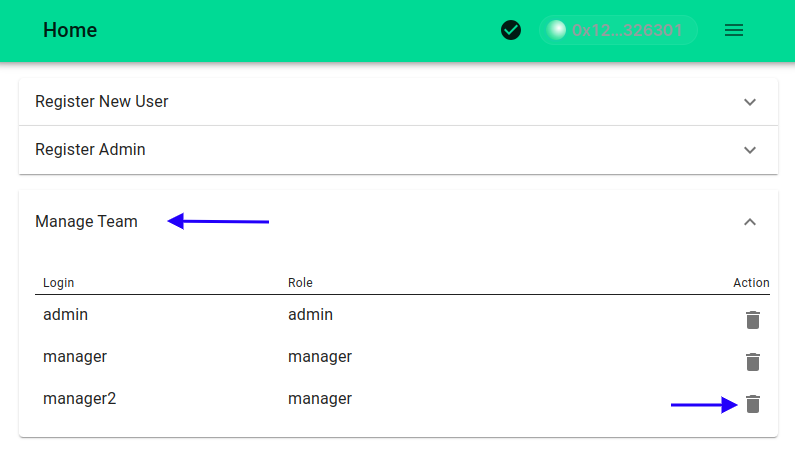 Home
0x12...326301
Register New User
Register Admin
Manage Team
Login Role Action
admin admin
manager manager
manager2 manager